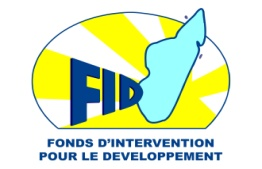 FID
FONDS D'INTERVENTION
POUR LE DEVELOPPEMENT